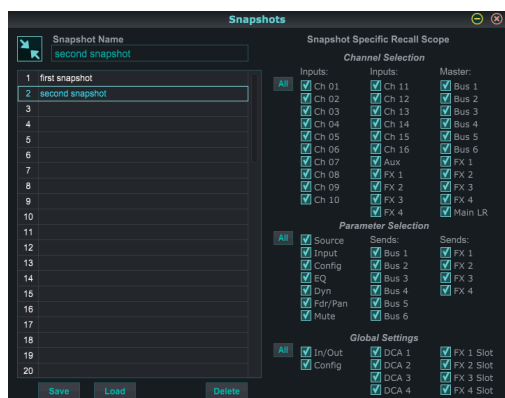 Snapshots
Snapshot Name
second snapshot
1 first snapshot
2 second snapshot
3
4
5
6
7
8
9
10
11
12
13
14
15
16
17
18
19
20
Save Load Delete
Snapshot Specific Recall Scope
Channel Selection
Inputs: Inputs: Master:
All Ch 01 Ch 11 Bus 1
Ch 02 Ch 12 Bus 2
Ch 03 Ch 13 Bus 3
Ch 04 Ch 14 Bus 4
Ch 05 Ch 15 Bus 5
Ch 06 Ch 16 Bus 6
Ch 07 Aux FX 1
Ch 08 FX 1 FX 2
Ch 09 FX 2 FX 3
Ch 10 FX 3 FX 4
FX 4 Main LR
Parameter Selection
All Source Sends: Sends:
Input Bus 1 FX 1
Config Bus 2 FX 2
EQ Bus 3 FX 3
Dyn Bus 4 FX 4
Fdr/Pan Bus 5
Mute Bus 6
Global Settings
All In/Out DCA 1 FX 1 Slot
Config DCA 2 FX 2 Slot
DCA 3 FX 3 Slot
DCA 4 FX 4 Slot